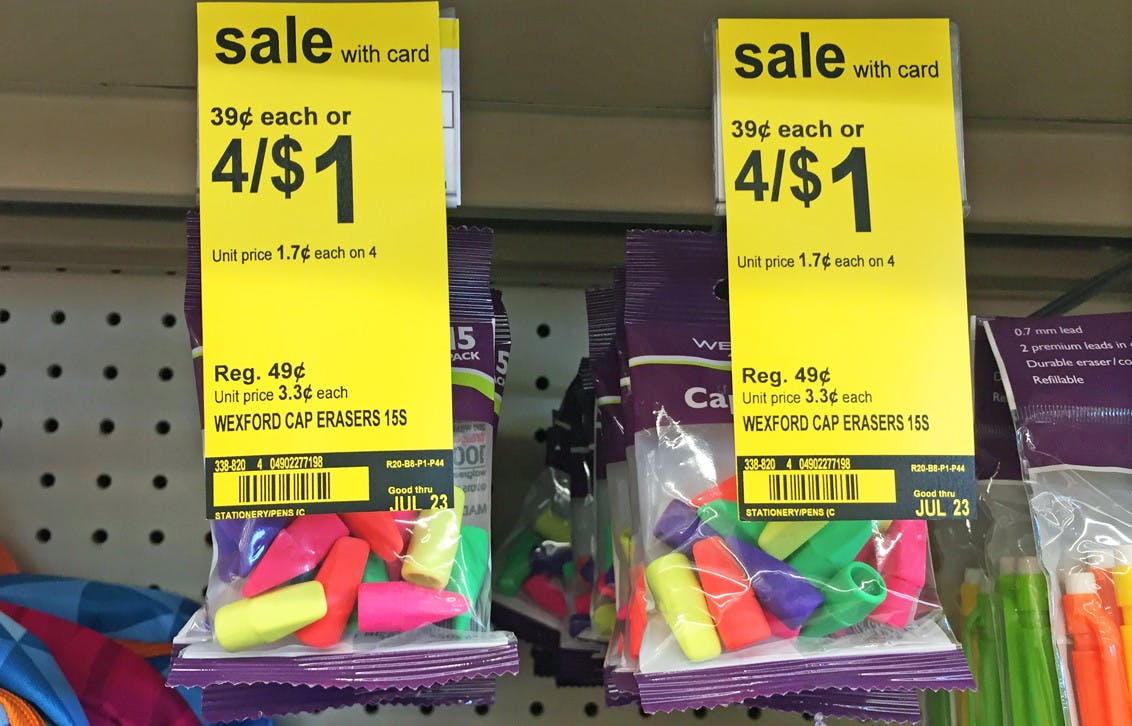 sale with card
39¢ each or
4/$1
Unit price 1.7¢ each on 4
Reg. 49¢
Unit price 3.3¢ each
WEXFORD CAP ERASERS 15S
338-820 4 04902277198
R20-B8-P1-P44
Good thru
JUL 23
STATIONERY/PENS (C
15
PACK
100
sale with card
39¢ each or
4/$1
Unit price 1.7¢ each on 4
Reg. 49¢
Unit price 3.3¢ each
WEXFORD CAP ERASERS 15S
338-820 4 04902277198
R20-B8-P1-P44
Good thru
JUL 23
STATIONERY/PENS (C
WE
Ca
0.7 mm lead
2 premium leads in
Durable eraser/co
Refillable